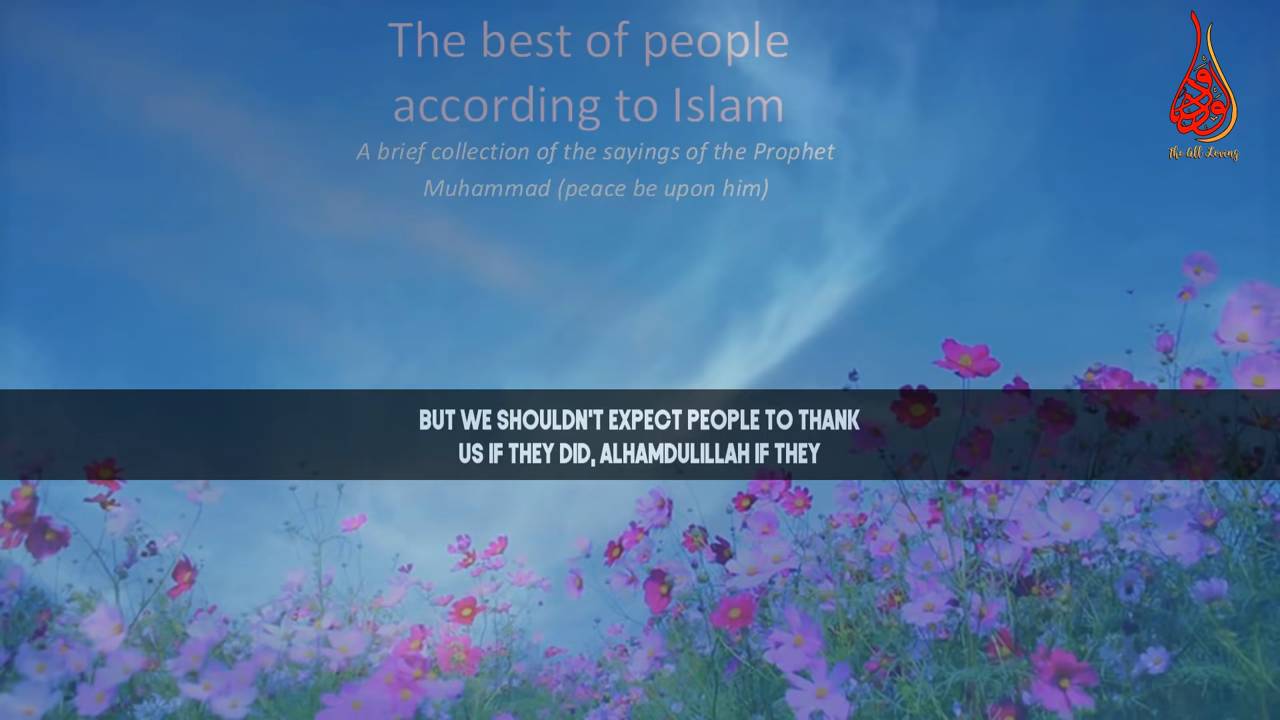 The best of people
according to Islam
A brief collection of the sayings of the Prophet
Muhammad (peace be upon him)
الودود
The All Loving
BUT WE SHOULDN'T EXPECT PEOPLE TO THANK
US IF THEY DID, ALHAMDULILLAH IF THEY